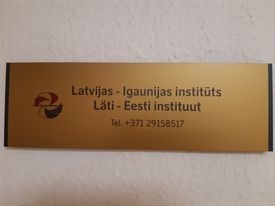 Latvijas - Igaunijas institūts
Läti - Eesti instituut
Tel. +371 29158517